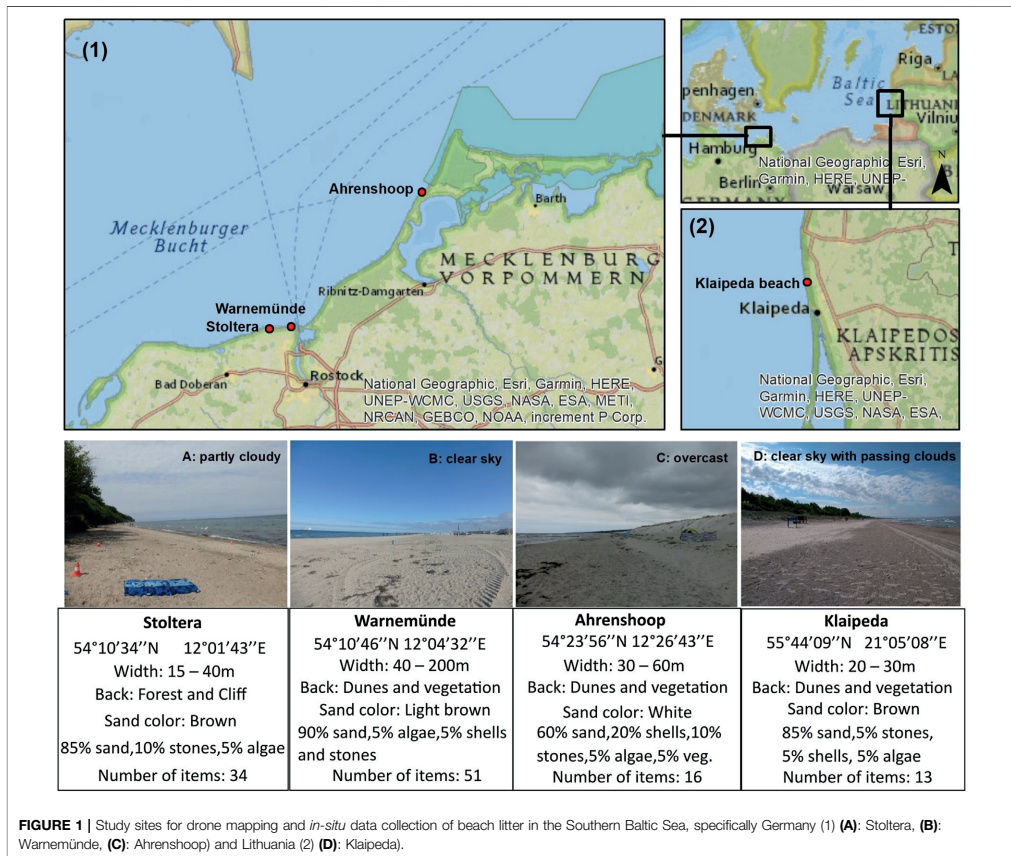 (1)
Ahrenshoop
Barth
Mecklenburger
Bucht
MECKLENBURG
VORPOMMERN
Ribnitz-Damgarten
Warnemünde
Stoltera
Bad Doberan
Rostock
G
National Geographic, Esri, Garmin, HERE,
UNEP-WCMC, USGS, NASA, ESA, METI,
NRCAN, GEBCO, NOAA, increment P Corp.
ESTO
Riga
LA
Baltic
Sea
penhagen
DENMARK
LITHUANI
Vilniu
Hamburg
Berlin
Warsaw
GERMANY
B
N
National Geographic, Esri,
Garmin, HERE, UNEP-
(2)
T
Klaipeda beach
Klaipeda
KLAIPEDOS
APSKRITIS
National Geographic, Esri,
Garmin, HERE, UNEP-
WCMC, USGS, NASA, ESA,
A: partly cloudy
B: clear sky
C: overcast
D: clear sky with passing clouds
Stoltera
54°10’34’’N 12°01’43’’E
Width: 15 – 40m
Back: Forest and Cliff
Sand color: Brown
85% sand,10% stones,5% algae
Number of items: 34
Warnemünde
54°10’46’’N 12°04’32’’E
Width: 40 – 200m
Back: Dunes and vegetation
Sand color: Light brown
90% sand,5% algae,5% shells
and stones
Number of items: 51
Ahrenshoop
54°23’56’’N 12°26’43’’E
Width: 30 – 60m
Back: Dunes and vegetation
Sand color: White
60% sand,20% shells,10%
stones,5% algae,5% veg.
Number of items: 16
Klaipeda
55°44’09’’N 21°05’08’’E
Width: 20 – 30m
Back: Dunes and vegetation
Sand color: Brown
85% sand,5% stones,
5% shells, 5% algae
Number of items: 13
FIGURE 1 | Study sites for drone mapping and in-situ data collection of beach litter in the Southern Baltic Sea, specifically Germany (1) (A): Stoltera, (B):
Warnemünde, (C): Ahrenshoop) and Lithuania (2) (D): Klaipeda).